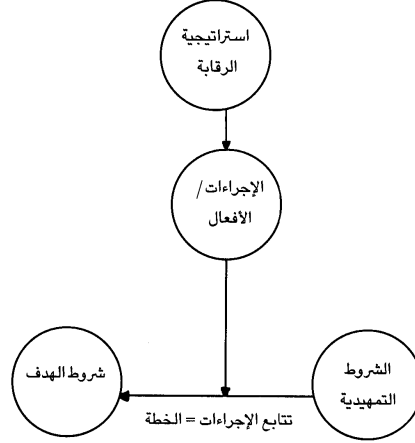 استراتيجية
الرقابة
الإجراءات /
الأفعال
شروط الهدف
الشروط
التمهيدية
تتابع الإجراءات = الخطة